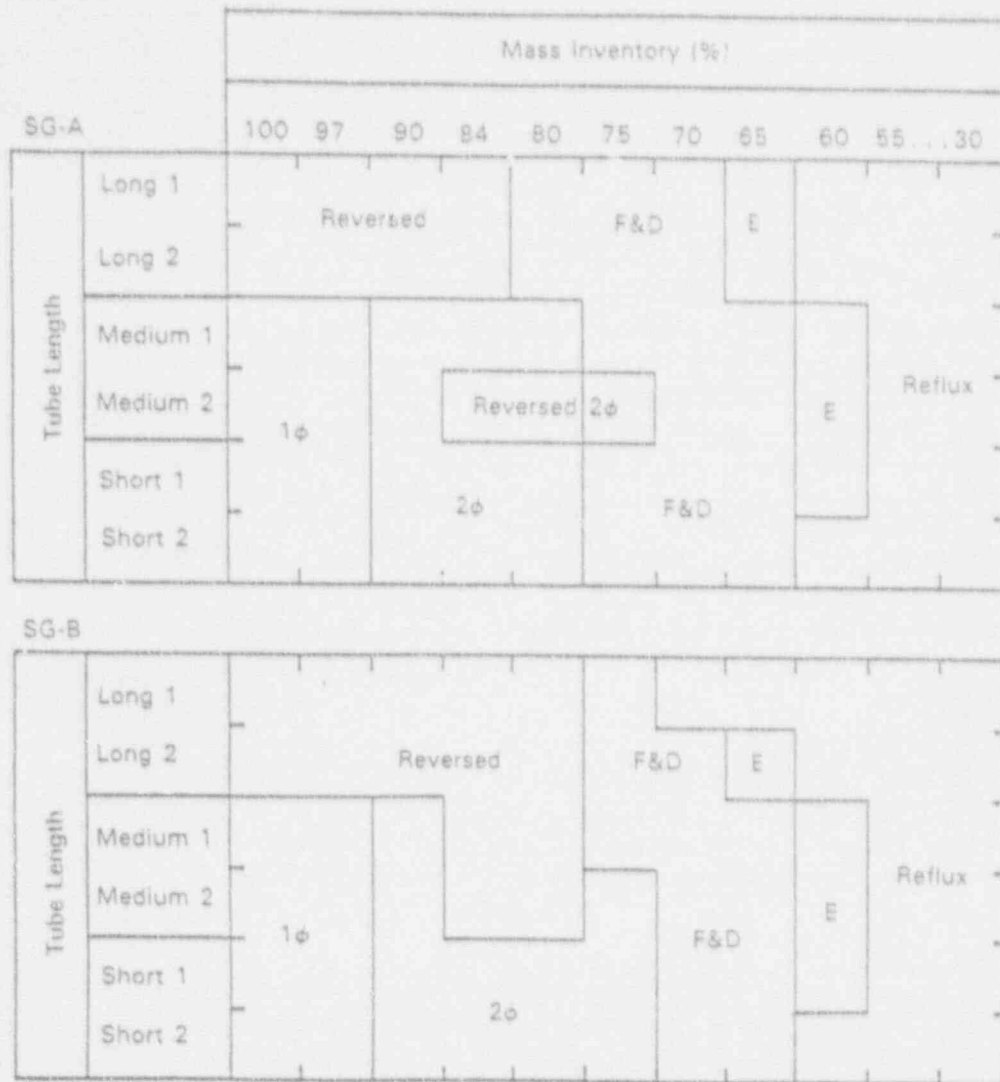 Mass Inventory (%)
SG-A
100 97 90 84 80 75 70 65 60 55...30
Tube Length
Long 1
Reversed F&D E
Long 2
Medium 1
Reflux
Medium 2
Reversed 2ϕ
E
1ϕ
Short 1
2ϕ F&D
Short 2
SG-B
Tube Length
Long 1
Long 2
Reversed F&D E
Medium 1
Reflux
Medium 2
E
1ϕ F&D
Short 1
2ϕ
Short 2